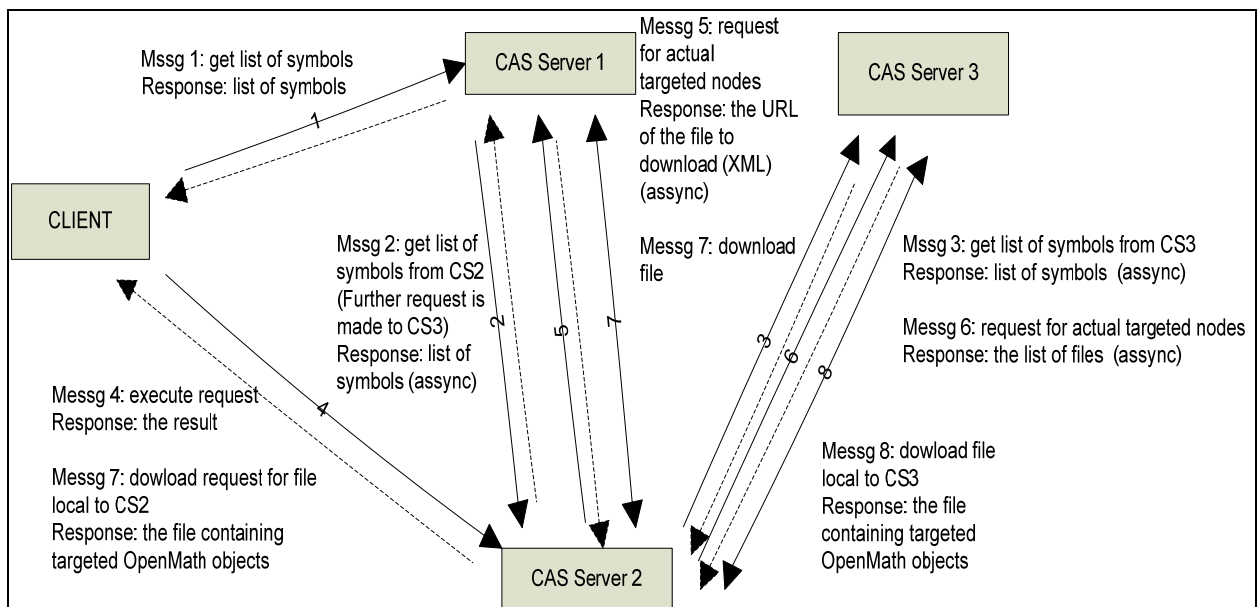 Mssg 1: get list of symbols
Response: list of symbols
CAS Server 1
Messg 5: request
for actual
targeted nodes
Response: the URL
of the file to
download (XML)
(assync)
CAS Server 3
1
CLIENT
Mssg 2: get list of
symbols from CS2
(Further request is
made to CS3)
Response: list of
symbols (assync)
Messg 7: download
file
Mssg 3: get list of symbols from CS3
Response: list of symbols (assync)
Messg 6: request for actual targeted nodes
Response: the list of files (assync)
2
5
7
3
6
8
4
Messg 4: execute request
Response: the result
Messg 7: dowload request for file
local to CS2
Response: the file containing
targeted OpenMath objects
Messg 8: dowload file
local to CS3
Response: the file
containing targeted
OpenMath objects
CAS Server 2